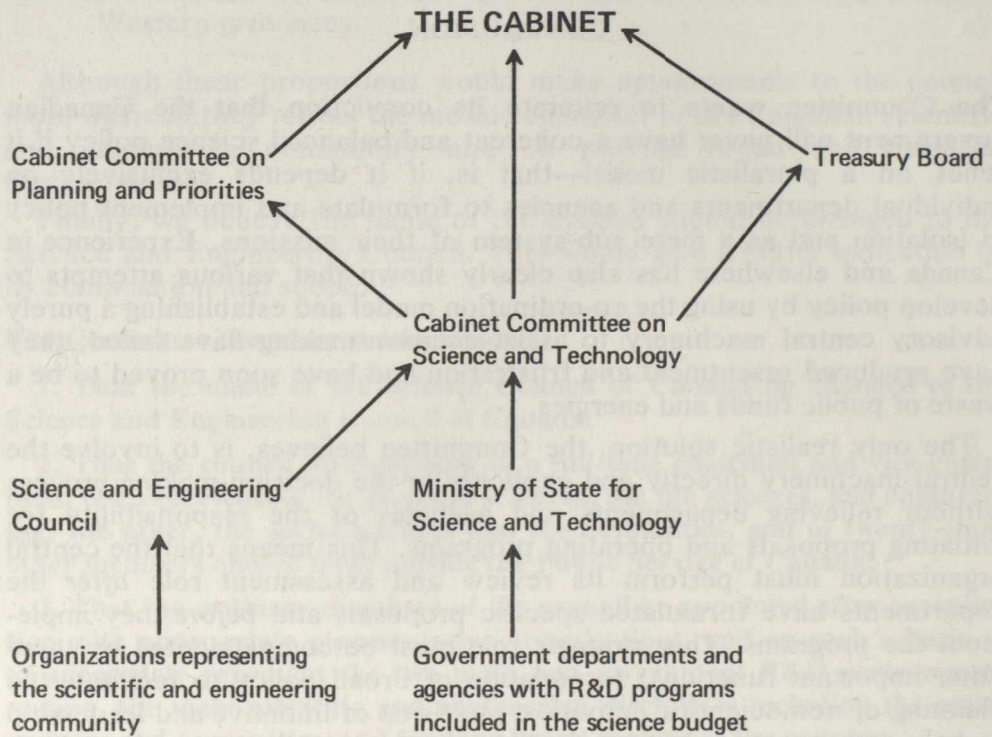 THE CABINET
Cabinet Committee on
Planning and Priorities
Treasury Board
Cabinet Committee on
Science and Technology
Science and Engineering
Council
Ministry of State for
Science and Technology
Organizations representing
the scientific and engineering
community
Government departments and
agencies with R&D programs
included in the science budget